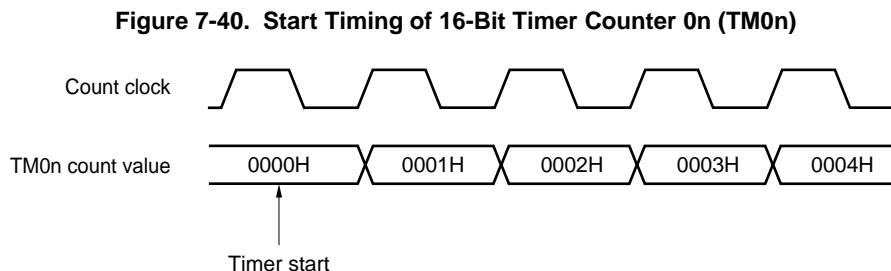 Figure 7-40. Start Timing of 16-Bit Timer Counter 0n (TM0n)
Count clock
TM0n count value
0000H 0001H 0002H 0003H 0004H
Timer start